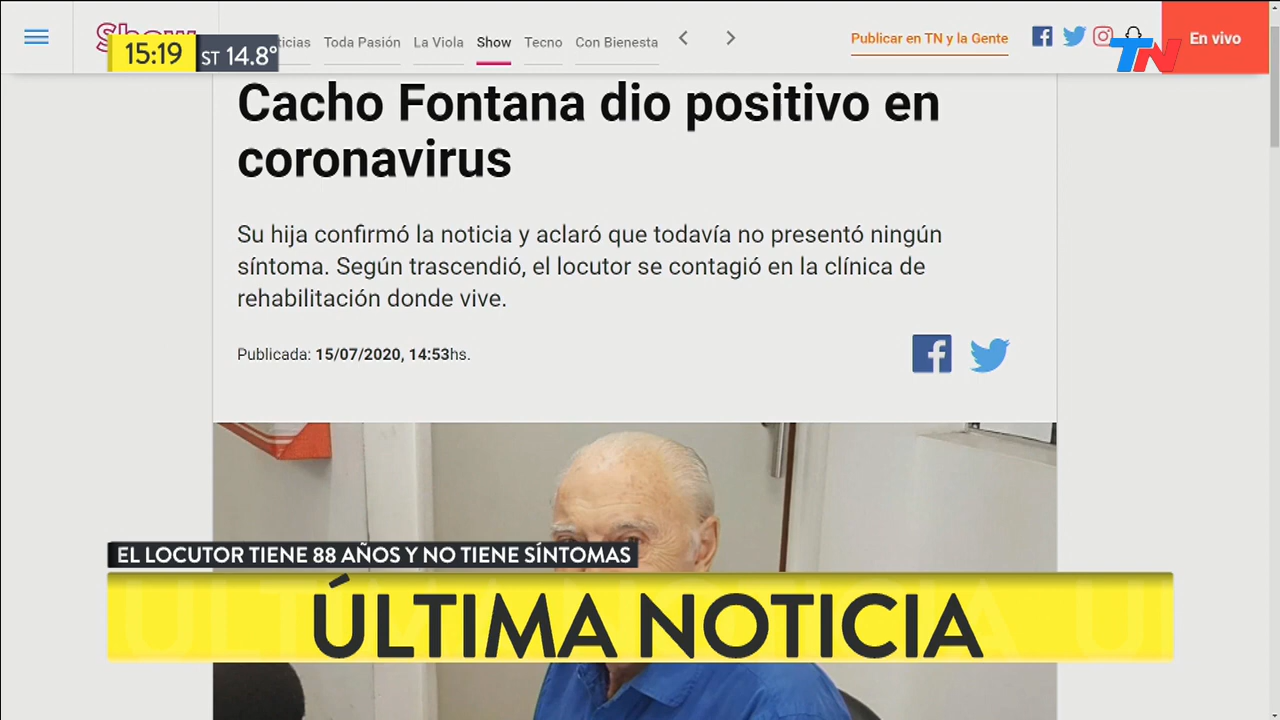 Show
15:19
ST 14.8°
Toda Pasión
La Viola
Show
Tecno
Con Bienesta
Publicar en TN y la Gente
TN
En vivo
Cacho Fontana dio positivo en
coronavirus
Su hija confirmó la noticia y aclaró que todavía no presentó ningún
síntoma. Según trascendió, el locutor se contagió en la clínica de
rehabilitación donde vive.
Publicada: 15/07/2020, 14:53hs.
EL LOCUTOR TIENE 88 AÑOS Y NO TIENE SÍNTOMAS
ÚLTIMA NOTICIA